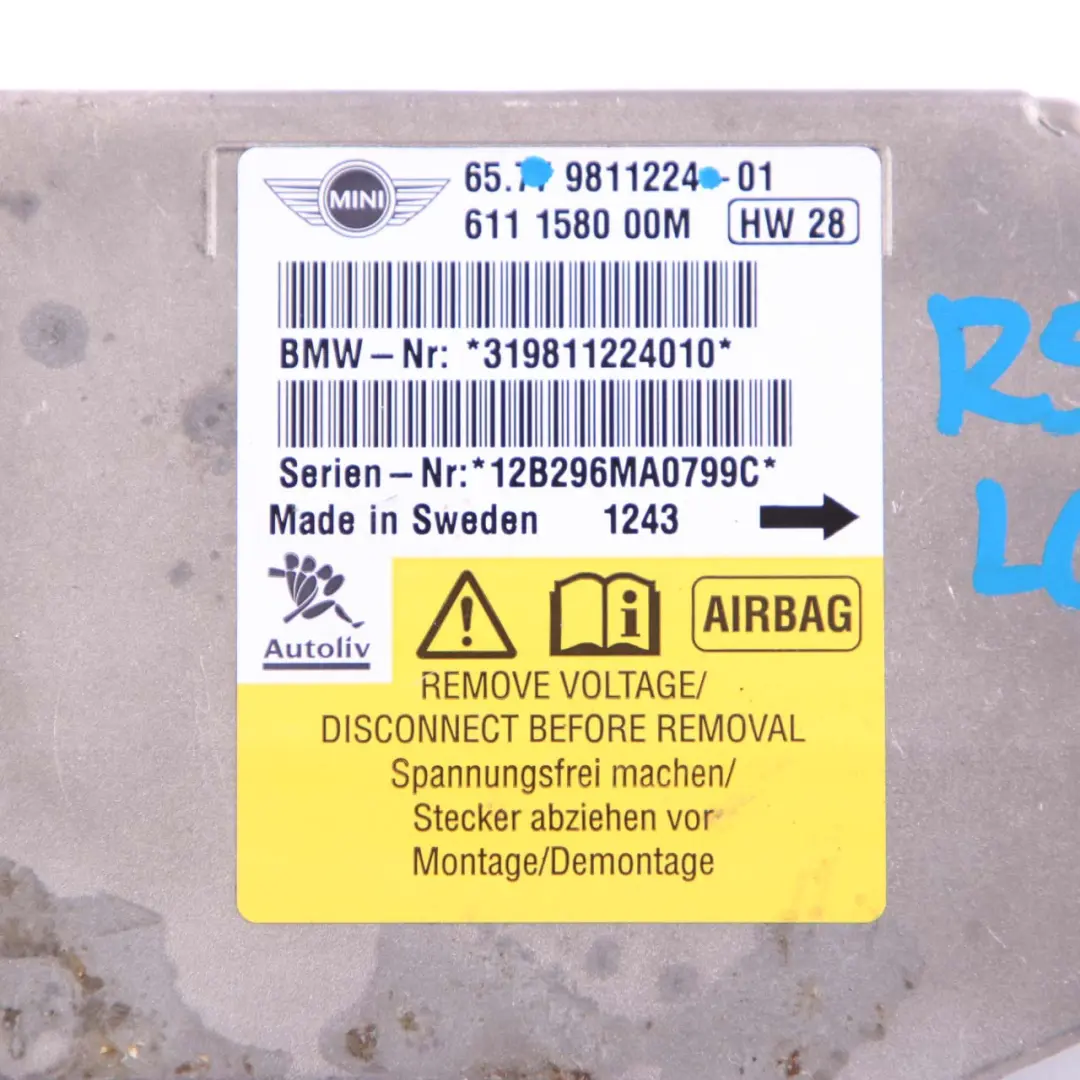 MINI
65.77 9811224-01
611 1580 00M HW 28
BMW-Nr: *319811224010*
Serien-Nr:*12B296MA0799C*
Made in Sweden 1243
Autoliv
AIRBAG
REMOVE VOLTAGE/
DISCONNECT BEFORE REMOVAL
Spannungsfrei machen/
Stecker abziehen vor
Montage/Demontage